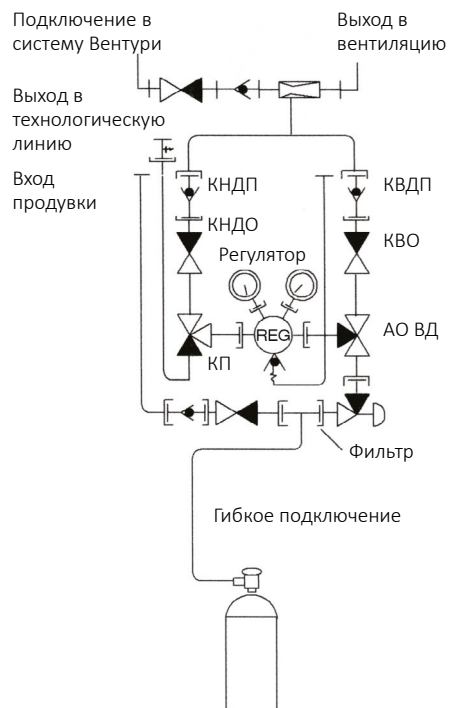 Подключение в
систему Вентури
Выход в
вентиляцию
Выход в
технологическую
линию
Вход
продувки
КНДП
КВДП
КНДО
КВО
Регулятор
REG
АО ВД
КП
Фильтр
Гибкое подключение